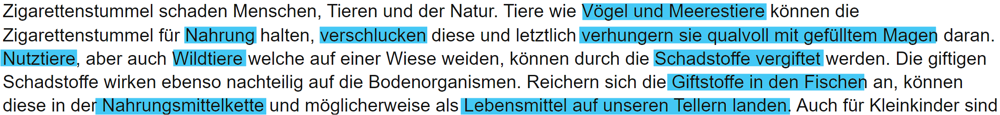 Zigarettenstummel schaden Menschen, Tieren und der Natur. Tiere wie Vögel und Meerestiere können die
Zigarettenstummel für Nahrung halten, verschlucken diese und letztlich verhungern sie qualvoll mit gefülltem Magen daran.
Nutztiere, aber auch Wildtiere welche auf einer Wiese weiden, können durch die Schadstoffe vergiftet werden. Die giftigen
Schadstoffe wirken ebenso nachteilig auf die Bodenorganismen. Reichern sich die Giftstoffe in den Fischen an, können
diese in der Nahrungsmittelkette und möglicherweise als Lebensmittel auf unseren Tellern landen. Auch für Kleinkinder sind